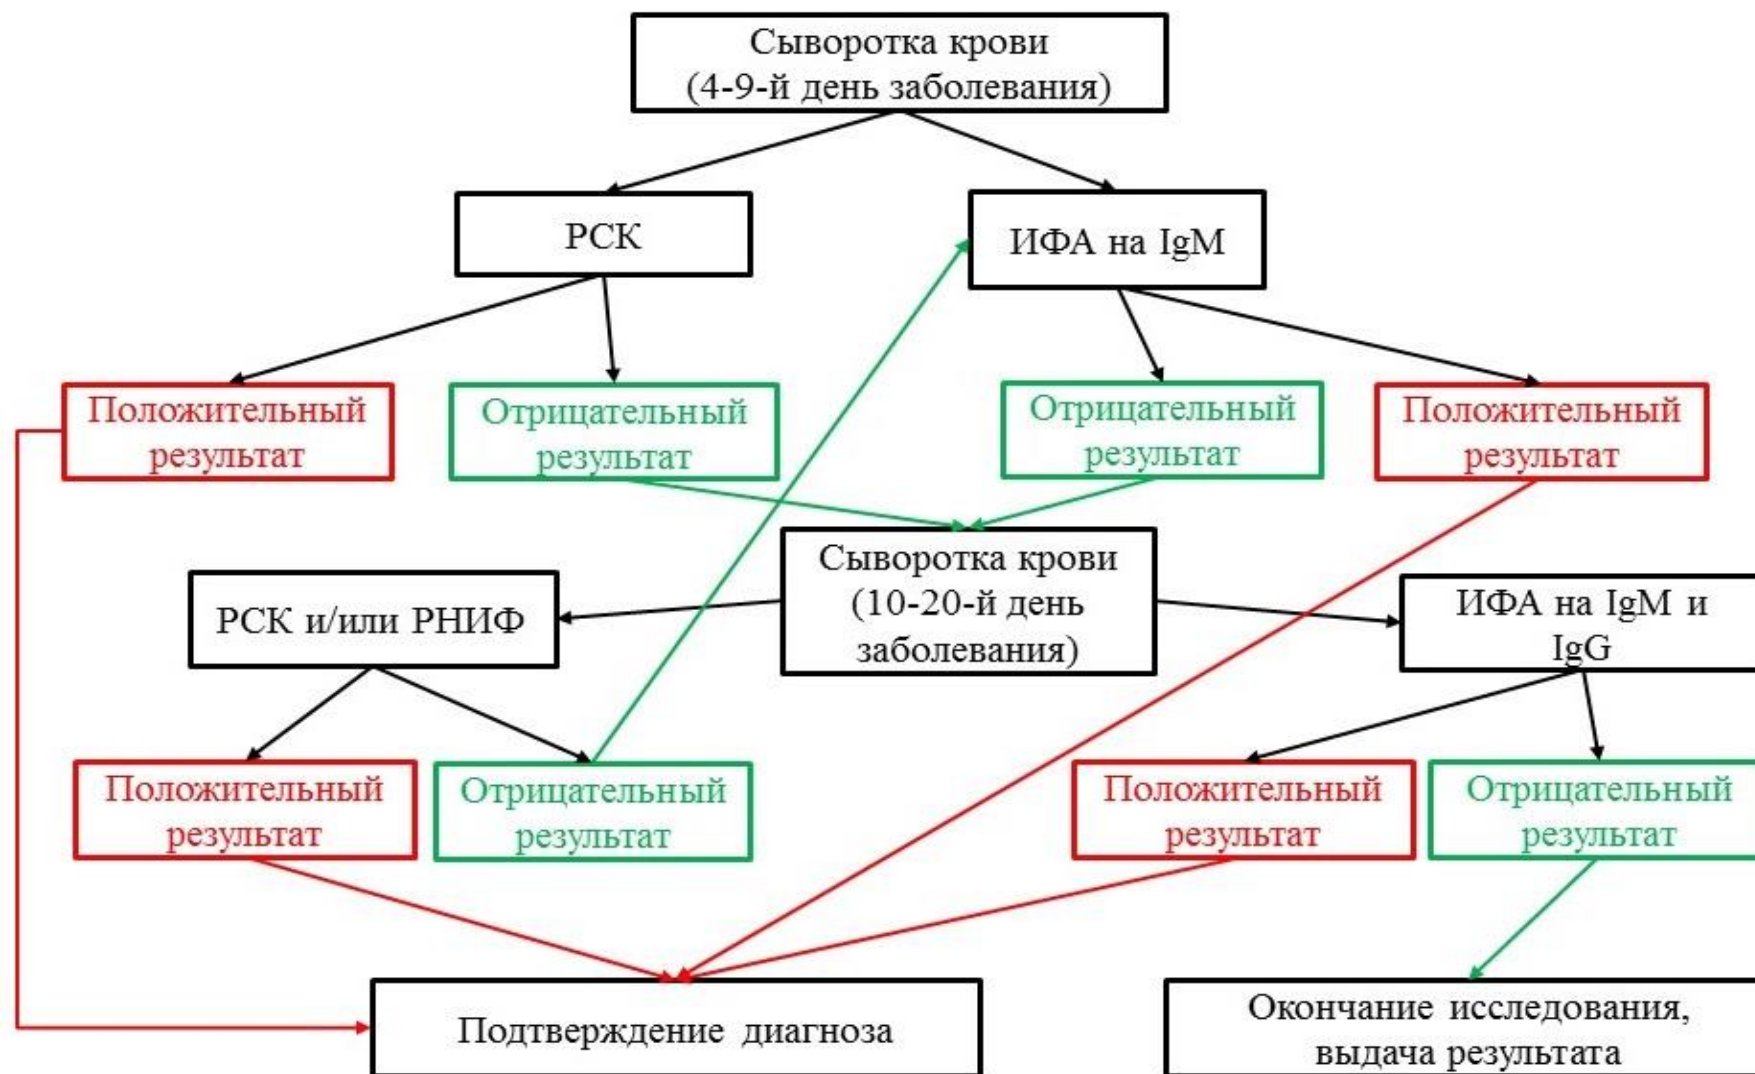 Сыворотка крови
(4-9-й день заболевания)
РСК
ИФА на IgM
Положительный
результат
Отрицательный
результат
Отрицательный
результат
Положительный
результат
Сыворотка крови
(10-20-й день
заболевания)
РСК и/или РНИФ
ИФА на IgM и
IgG
Положительный
результат
Отрицательный
результат
Положительный
результат
Отрицательный
результат
Подтверждение диагноза
Окончание исследования,
выдача результата